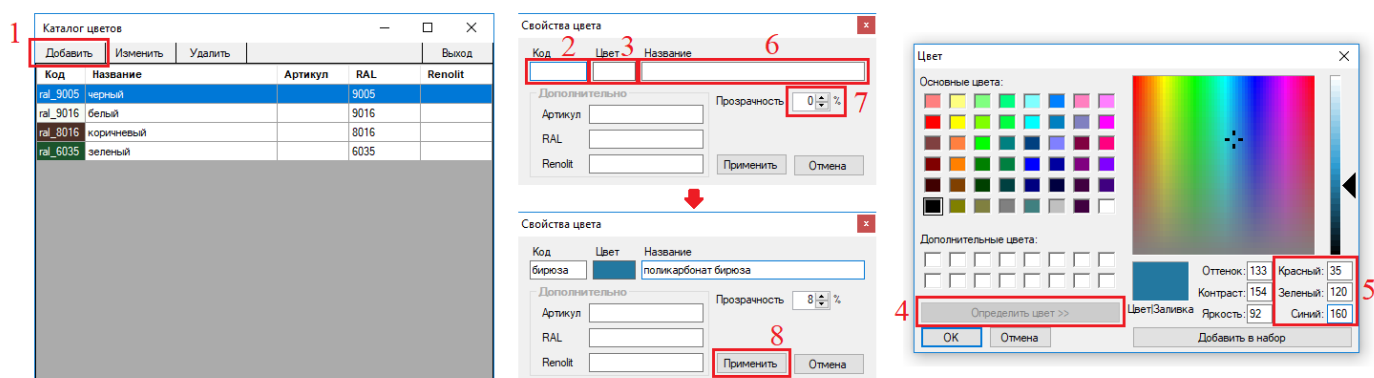 1
Каталог цветов
Добавить Изменить Удалить Выход
Код Название Артикул RAL Renolit
ral_9005 черный 9005
ral_9016 белый 9016
ral_8016 коричневый 8016
ral_6035 зеленый 6035
Свойства цвета x
Код 2 Цвет 3 Название 6
Дополнительно
Прозрачность 0 % 7
Артикул
RAL
Renolit
Применить Отмена
Свойства цвета x
Код Цвет Название
бирюза поликарбонат бирюза
Дополнительно
Прозрачность 8 %
Артикул
RAL
8
Renolit
Применить Отмена
Цвет
Основные цвета:
Дополнительные цвета:
4 Определить цвет >>
OK Отмена
Цвет|Заливка
Оттенок: 133 Красный: 35
Контраст: 154 Зеленый: 120
Яркость: 92 Синий: 160
5
Добавить в набор